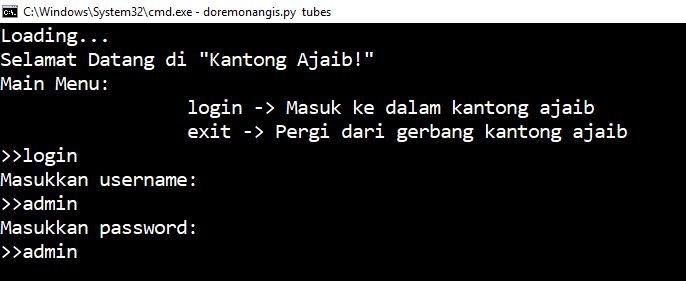 C:\Windows\System32\cmd.exe - doremonangis.py tubes
Loading...
Selamat Datang di "Kantong Ajaib!"
Main Menu:
login -> Masuk ke dalam kantong ajaib
exit -> Pergi dari gerbang kantong ajaib
>>login
Masukkan username:
>>admin
Masukkan password:
>>admin